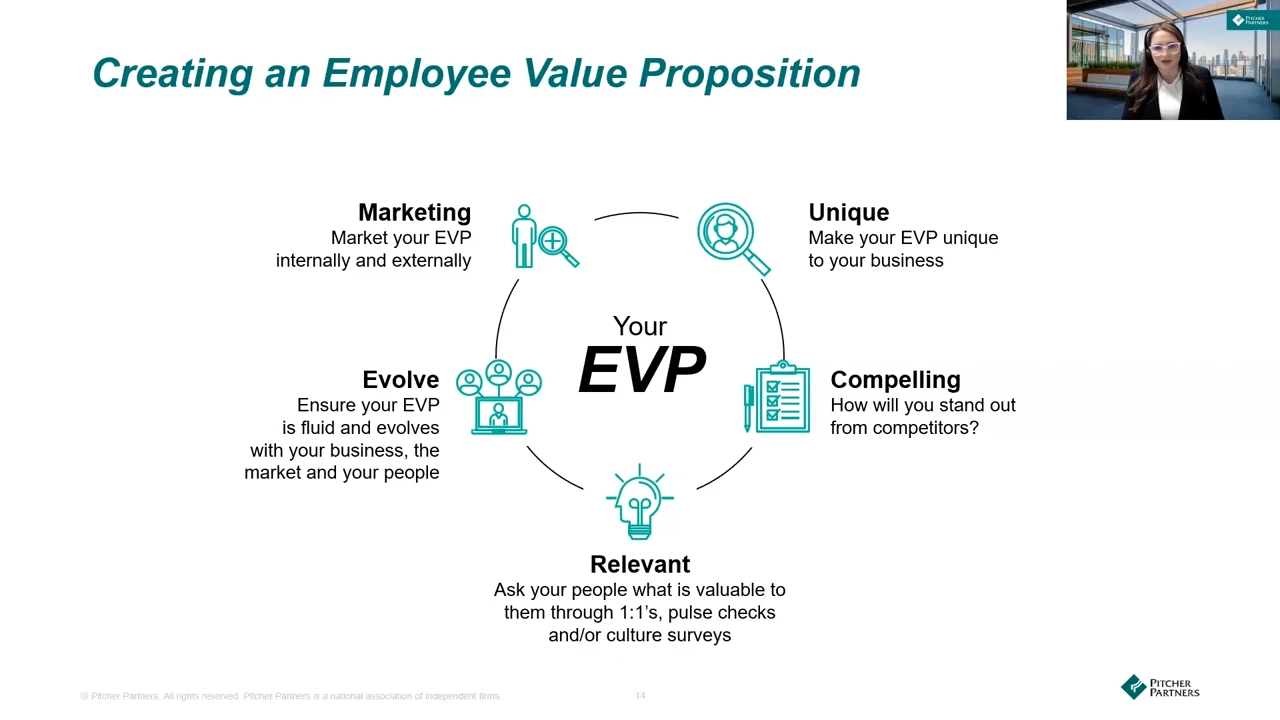 Creating an Employee Value Proposition
PITCHER
PARTNERS
Marketing
Market your EVP
internally and externally
Unique
Make your EVP unique
to your business
Your
EVP
Evolve
Ensure your EVP
is fluid and evolves
with your business, the
market and your people
Compelling
How will you stand out
from competitors?
Relevant
Ask your people what is valuable to
them through 1:1's, pulse checks
and/or culture surveys
© Pitcher Partners. All rights reserved. Pitcher Partners is a national association of independent firms.
14
PITCHER
PARTNERS